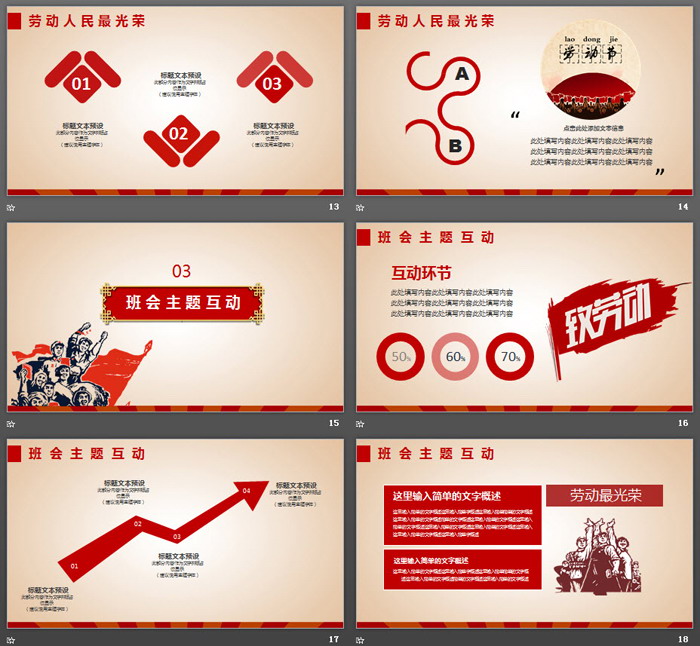 劳动人民最光荣
01
03
标题文本预设
此部分内容作为文字排版占
位显示
（建议使用主题字体）
02
标题文本预设
此部分内容作为文字排版占
位显示
（建议使用主题字体）
标题文本预设
此部分内容作为文字排版占
位显示
（建议使用主题字体）
13
劳动人民最光荣
A
B
lao dong jie
劳动节
“
点击此处添加文本信息
此处填写内容此处填写内容此处填写内容
此处填写内容此处填写内容此处填写内容
此处填写内容此处填写内容此处填写内容
”
14
03
班会主题互动
15
班会主题互动
互动环节
此处填写内容此处填写内容此处填写内容
此处填写内容此处填写内容此处填写内容
此处填写内容此处填写内容此处填写内容
50%
60%
70%
致劳动
16
班会主题互动
标题文本预设
此部分内容作为文字排版占
位显示
（建议使用主题字体）
04
标题文本预设
此部分内容作为文字排版占
位显示
（建议使用主题字体）
02
03
标题文本预设
此部分内容作为文字排版占
位显示
（建议使用主题字体）
01
标题文本预设
此部分内容作为文字排版占
位显示
（建议使用主题字体）
17
班会主题互动
这里输入简单的文字概述
劳动最光荣
这里输入简单的文字概述
18